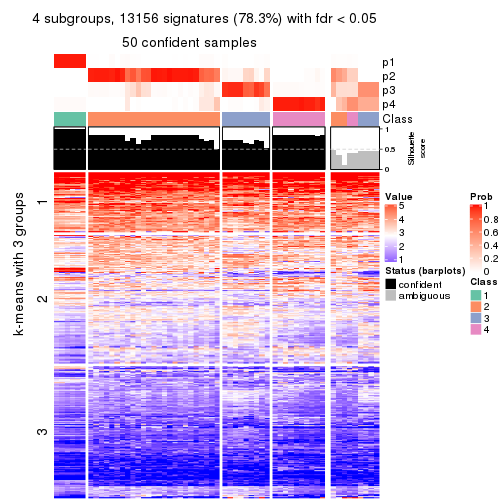 4 subgroups, 13156 signatures (78.3%) with fdr < 0.05
50 confident samples
p1
p2
p3
p4
Class
1
0.5
0
Silhouette
score
k-means with 3 groups
1
2
3
Value
5
4
3
2
1
Status (barplots)
confident
ambiguous
Prob
1
0.8
0.6
0.4
0.2
0
Class
1
2
3
4